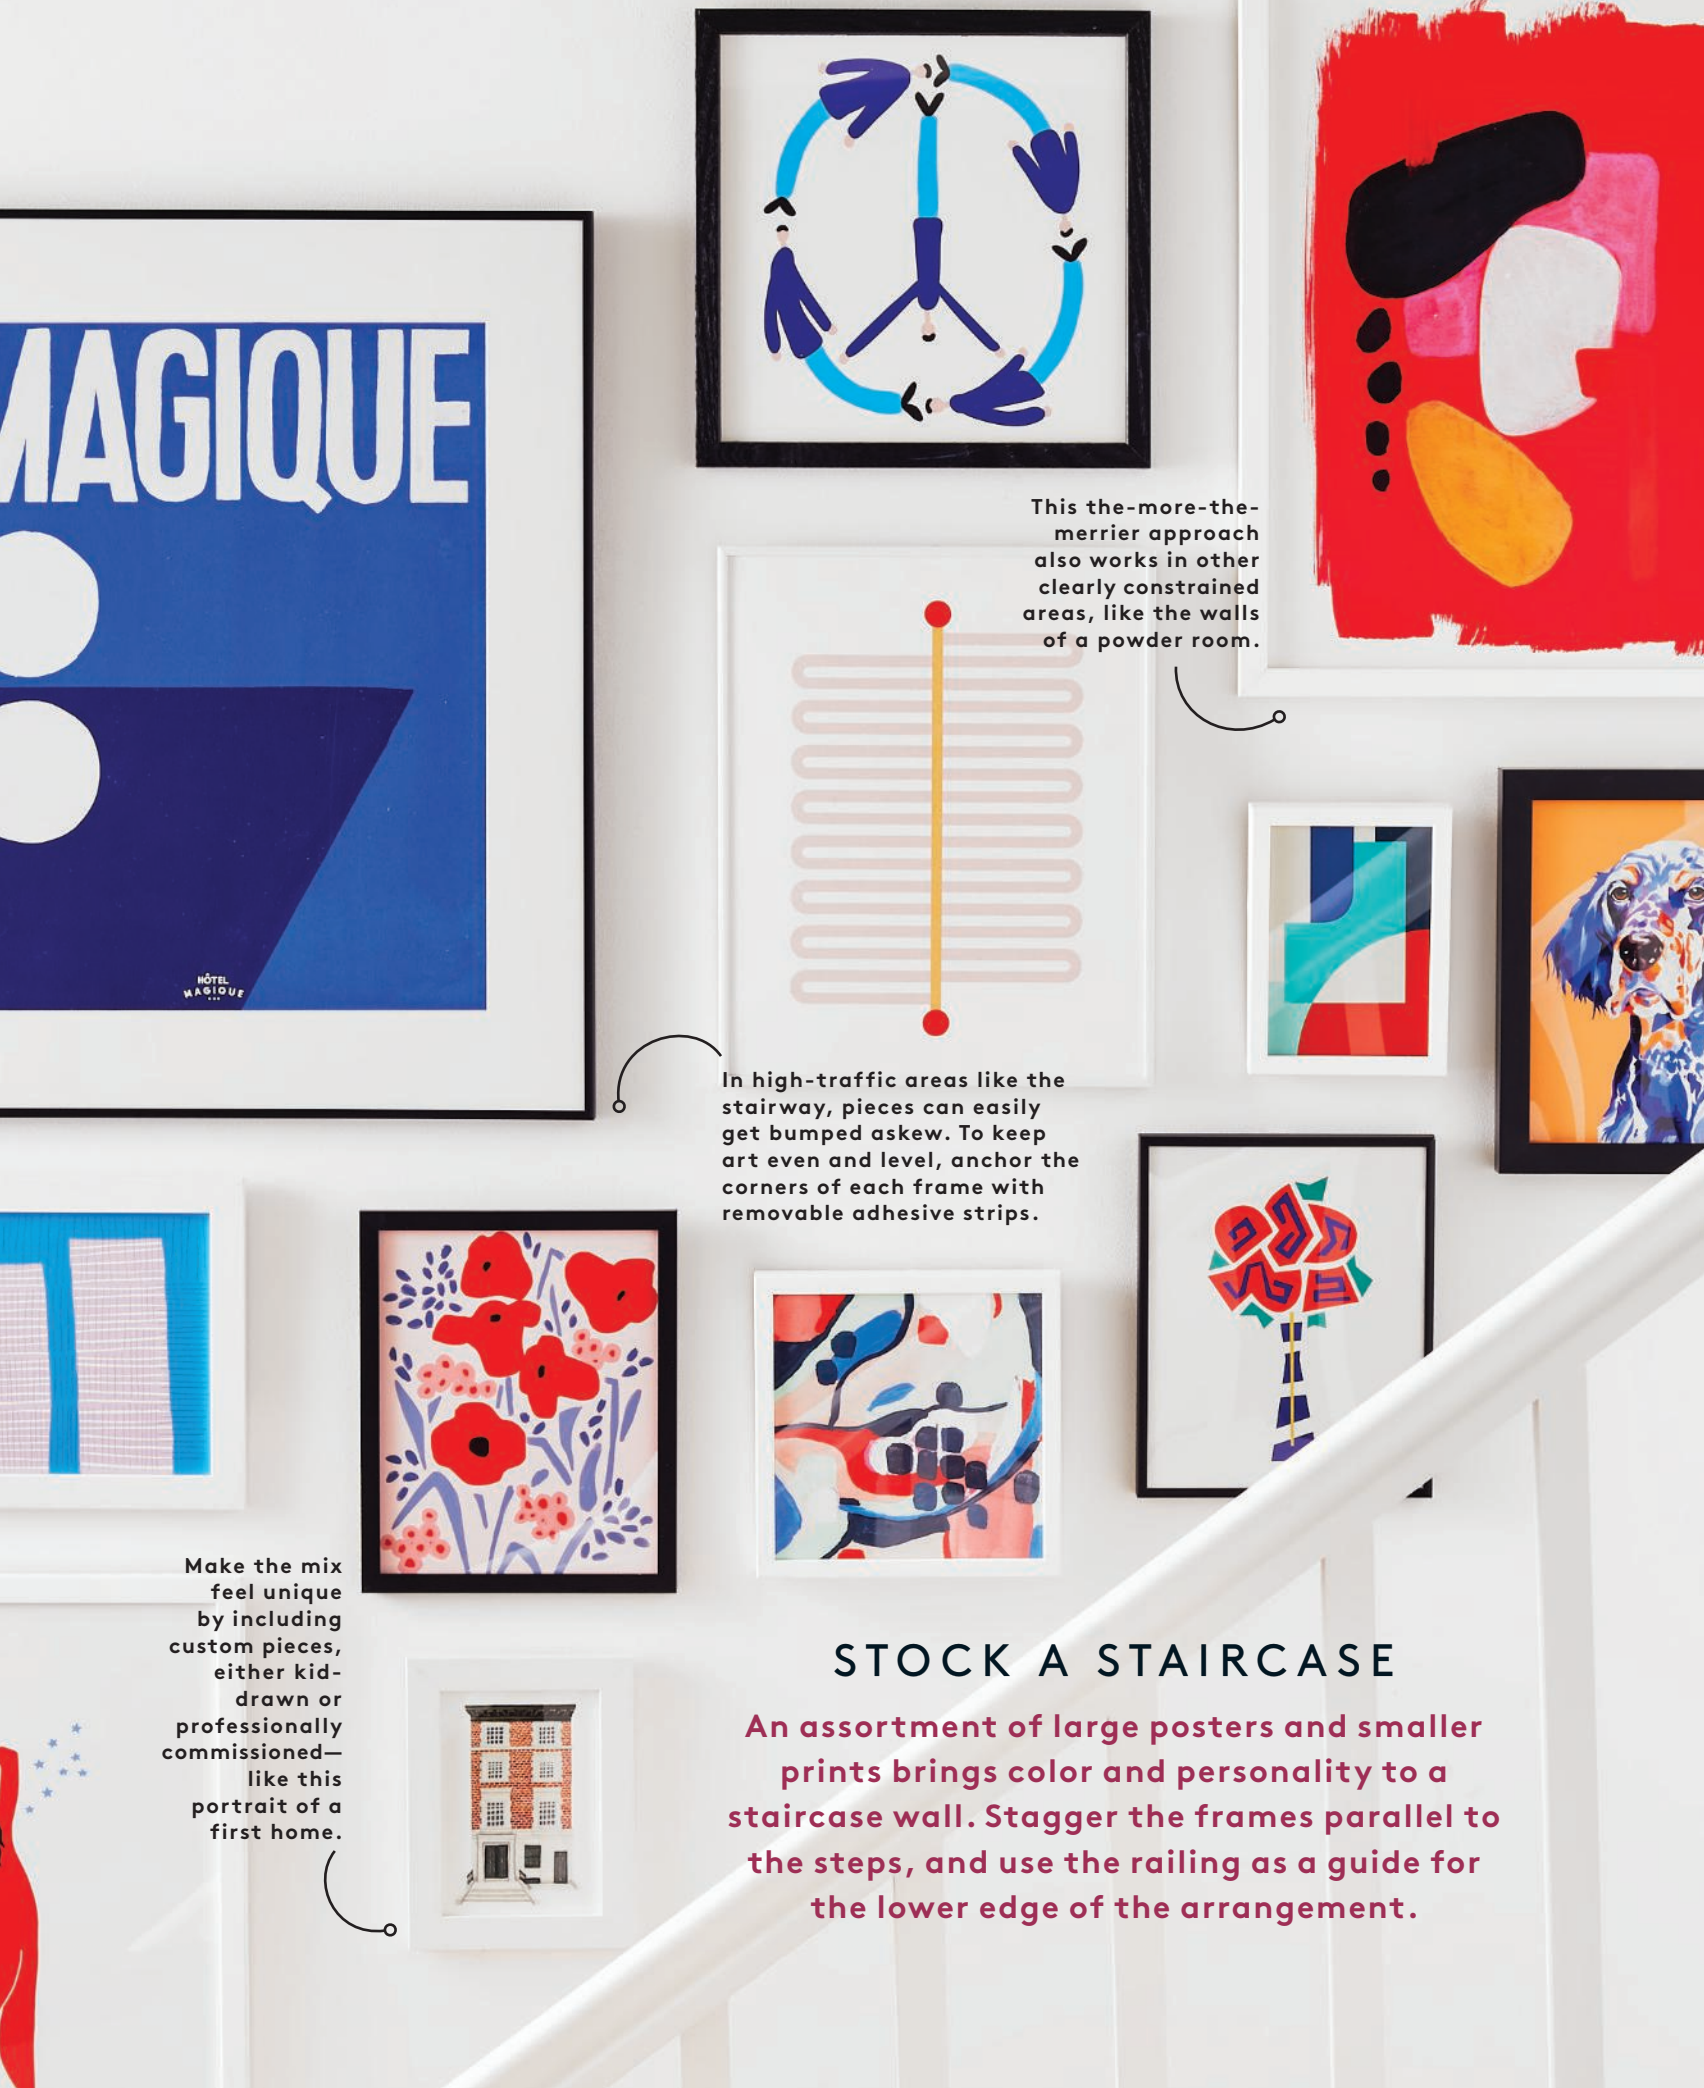 MAGIQUE
HÔTEL
MAGIQUE
This the-more-the-
merrier approach
also works in other
clearly constrained
areas, like the walls
of a powder room.
In high-traffic areas like the
stairway, pieces can easily
get bumped askew. To keep
art even and level, anchor the
corners of each frame with
removable adhesive strips.
Make the mix
feel unique
by including
custom pieces,
either kid-
drawn or
professionally
commissioned—
like this
portrait of a
first home.
STOCK A STAIRCASE
An assortment of large posters and smaller
prints brings color and personality to a
staircase wall. Stagger the frames parallel to
the steps, and use the railing as a guide for
the lower edge of the arrangement.